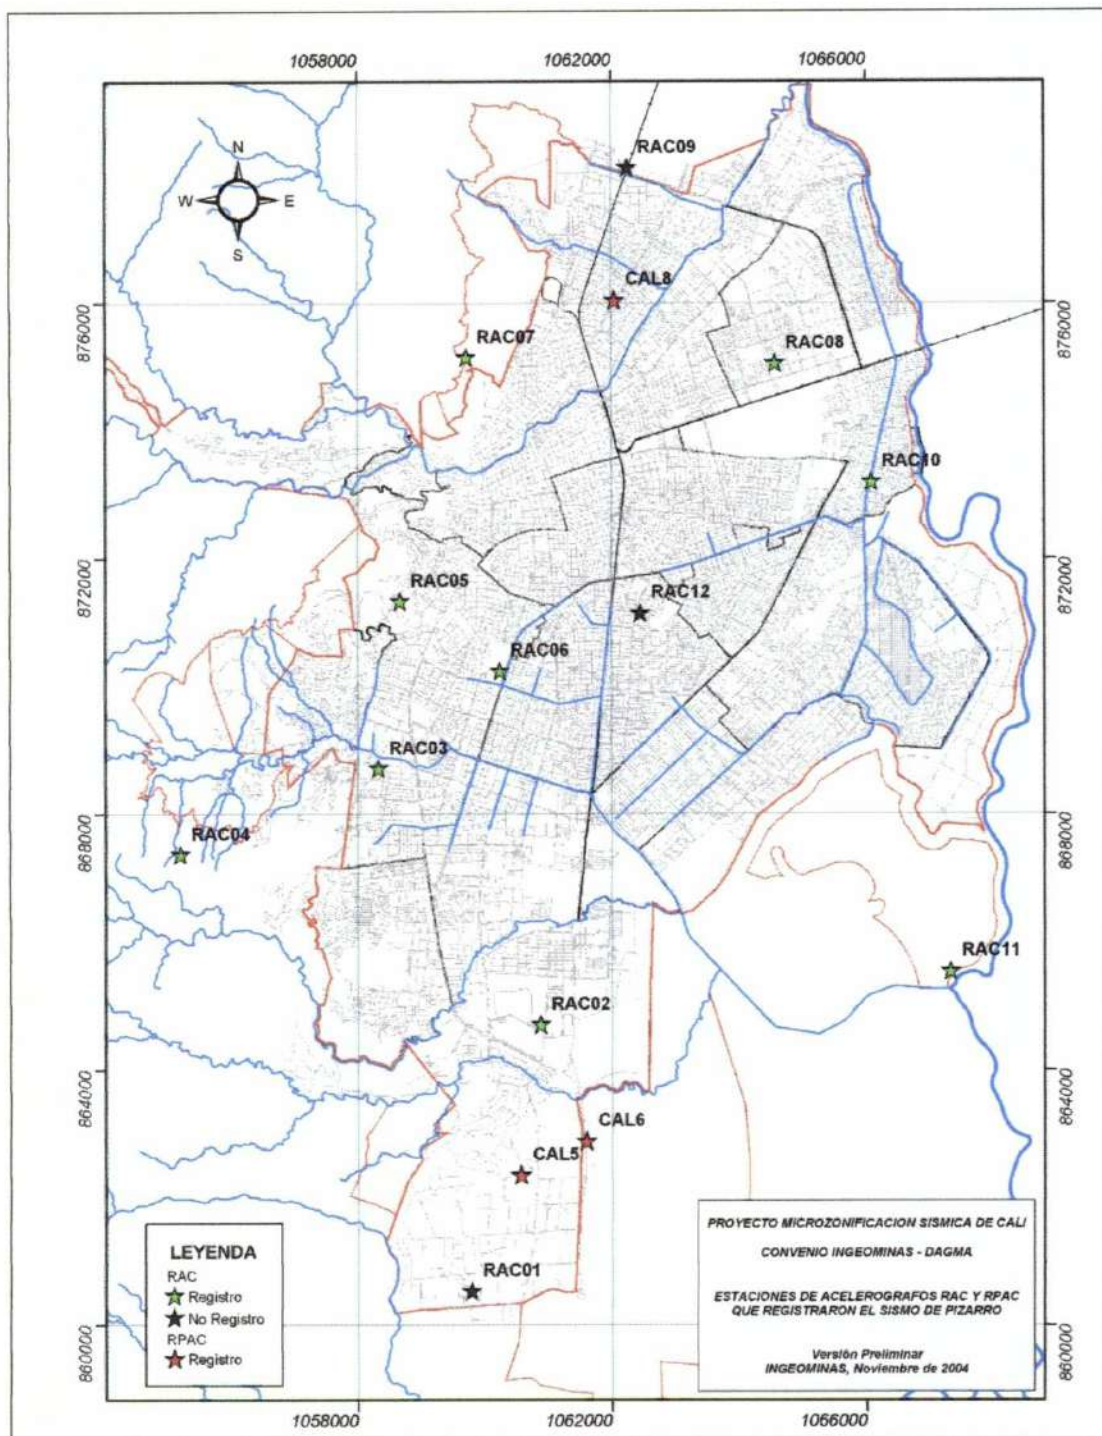 1058000
1062000
1066000
N
W
E
S
RAC09
CAL8
876000
876000
RAC07
RAC08
RAC10
872000
872000
RAC05
RAC12
RAC06
RAC03
868000
868000
RAC04
RAC11
RAC02
864000
864000
CAL6
CAL5
RAC01
LEYENDA
RAC
Registro
No Registro
RPAC
Registro
PROYECTO MICROZONIFICACION SISMICA DE CALI
CONVENIO INGEOMINAS - DAGMA
ESTACIONES DE ACELEROGRAFOS RAC Y RPAC
QUE REGISTRARON EL SISMO DE PIZARRO
Versión Preliminar
INGEOMINAS, Noviembre de 2004
860000
860000
1058000
1062000
1066000